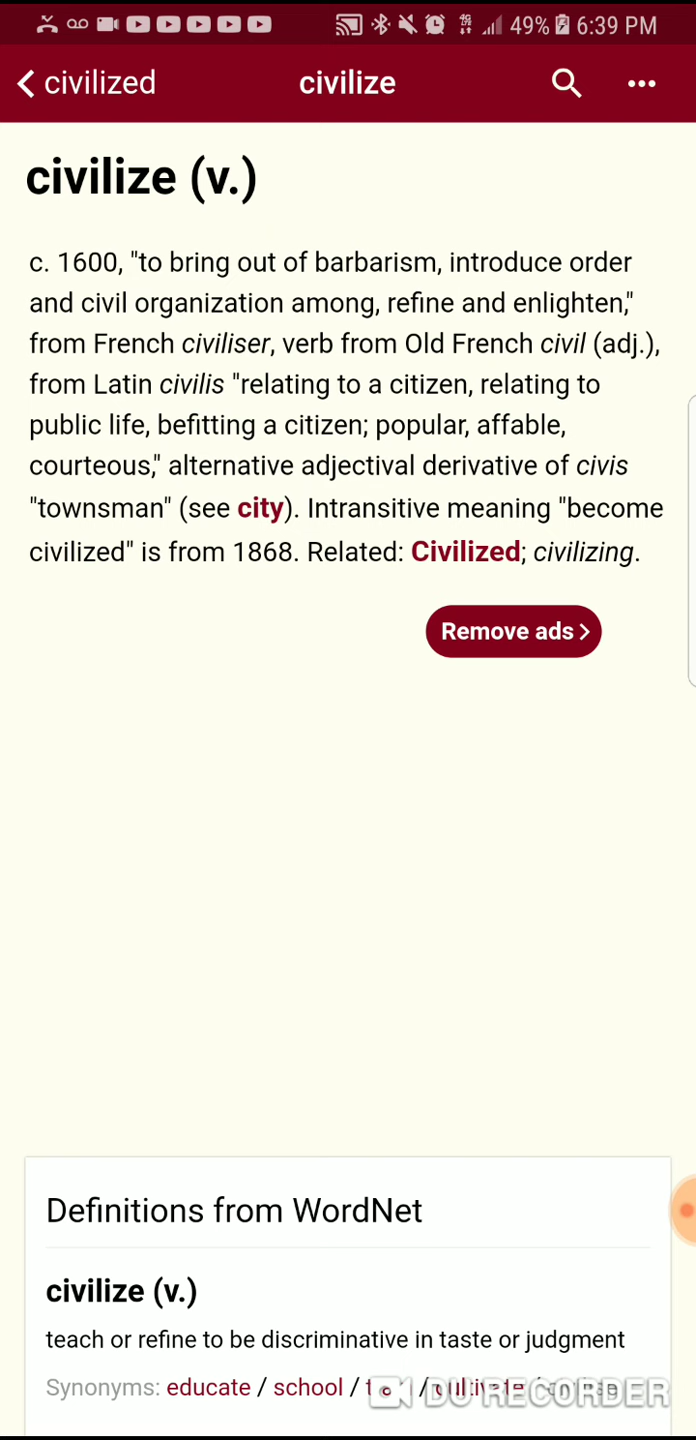 49% 6:39 PM
civilized civilize
civilize (v.)
c. 1600, "to bring out of barbarism, introduce order
and civil organization among, refine and enlighten,"
from French civiliser, verb from Old French civil (adj.),
from Latin civilis "relating to a citizen, relating to
public life, befitting a citizen; popular, affable,
courteous," alternative adjectival derivative of civis
"townsman" (see city). Intransitive meaning "become
civilized" is from 1868. Related: Civilized; civilizing.
Remove ads
Definitions from WordNet
civilize (v.)
teach or refine to be discriminative in taste or judgment
Synonyms: educate / school / / cultivate /
DU RECORDER